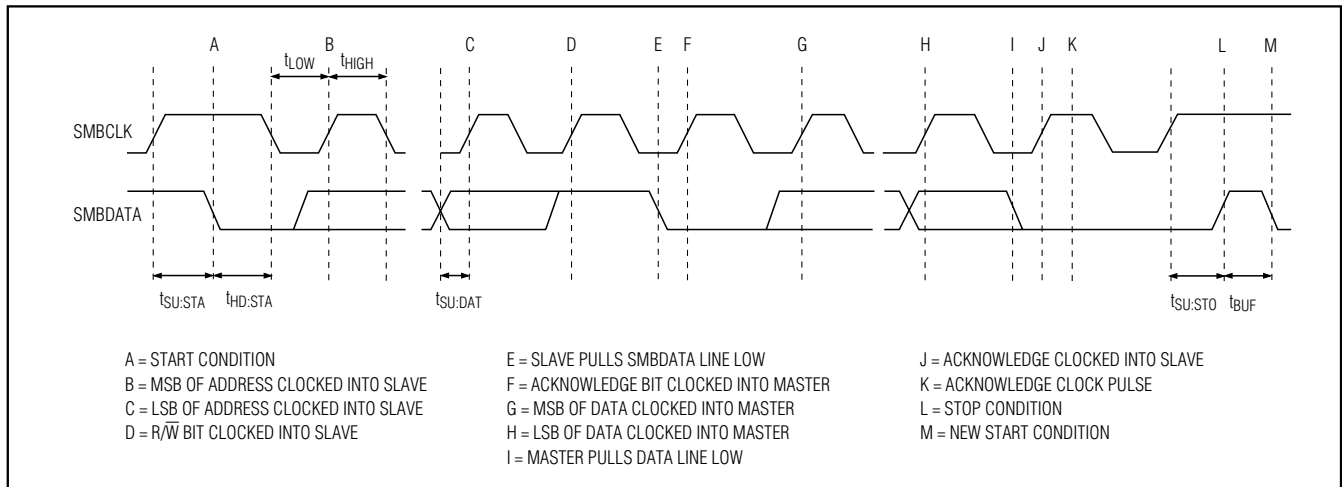 A B C D E F G H I J K L M
tLOW tHIGH
SMBCLK
SMBDATA
tSU:STA tHD:STA tSU:DAT tSU:STO tBUF
A = START CONDITION
B = MSB OF ADDRESS CLOCKED INTO SLAVE
C = LSB OF ADDRESS CLOCKED INTO SLAVE
D = R/W̅ BIT CLOCKED INTO SLAVE
E = SLAVE PULLS SMBDATA LINE LOW
F = ACKNOWLEDGE BIT CLOCKED INTO MASTER
G = MSB OF DATA CLOCKED INTO MASTER
H = LSB OF DATA CLOCKED INTO MASTER
I = MASTER PULLS DATA LINE LOW
J = ACKNOWLEDGE CLOCKED INTO SLAVE
K = ACKNOWLEDGE CLOCK PULSE
L = STOP CONDITION
M = NEW START CONDITION